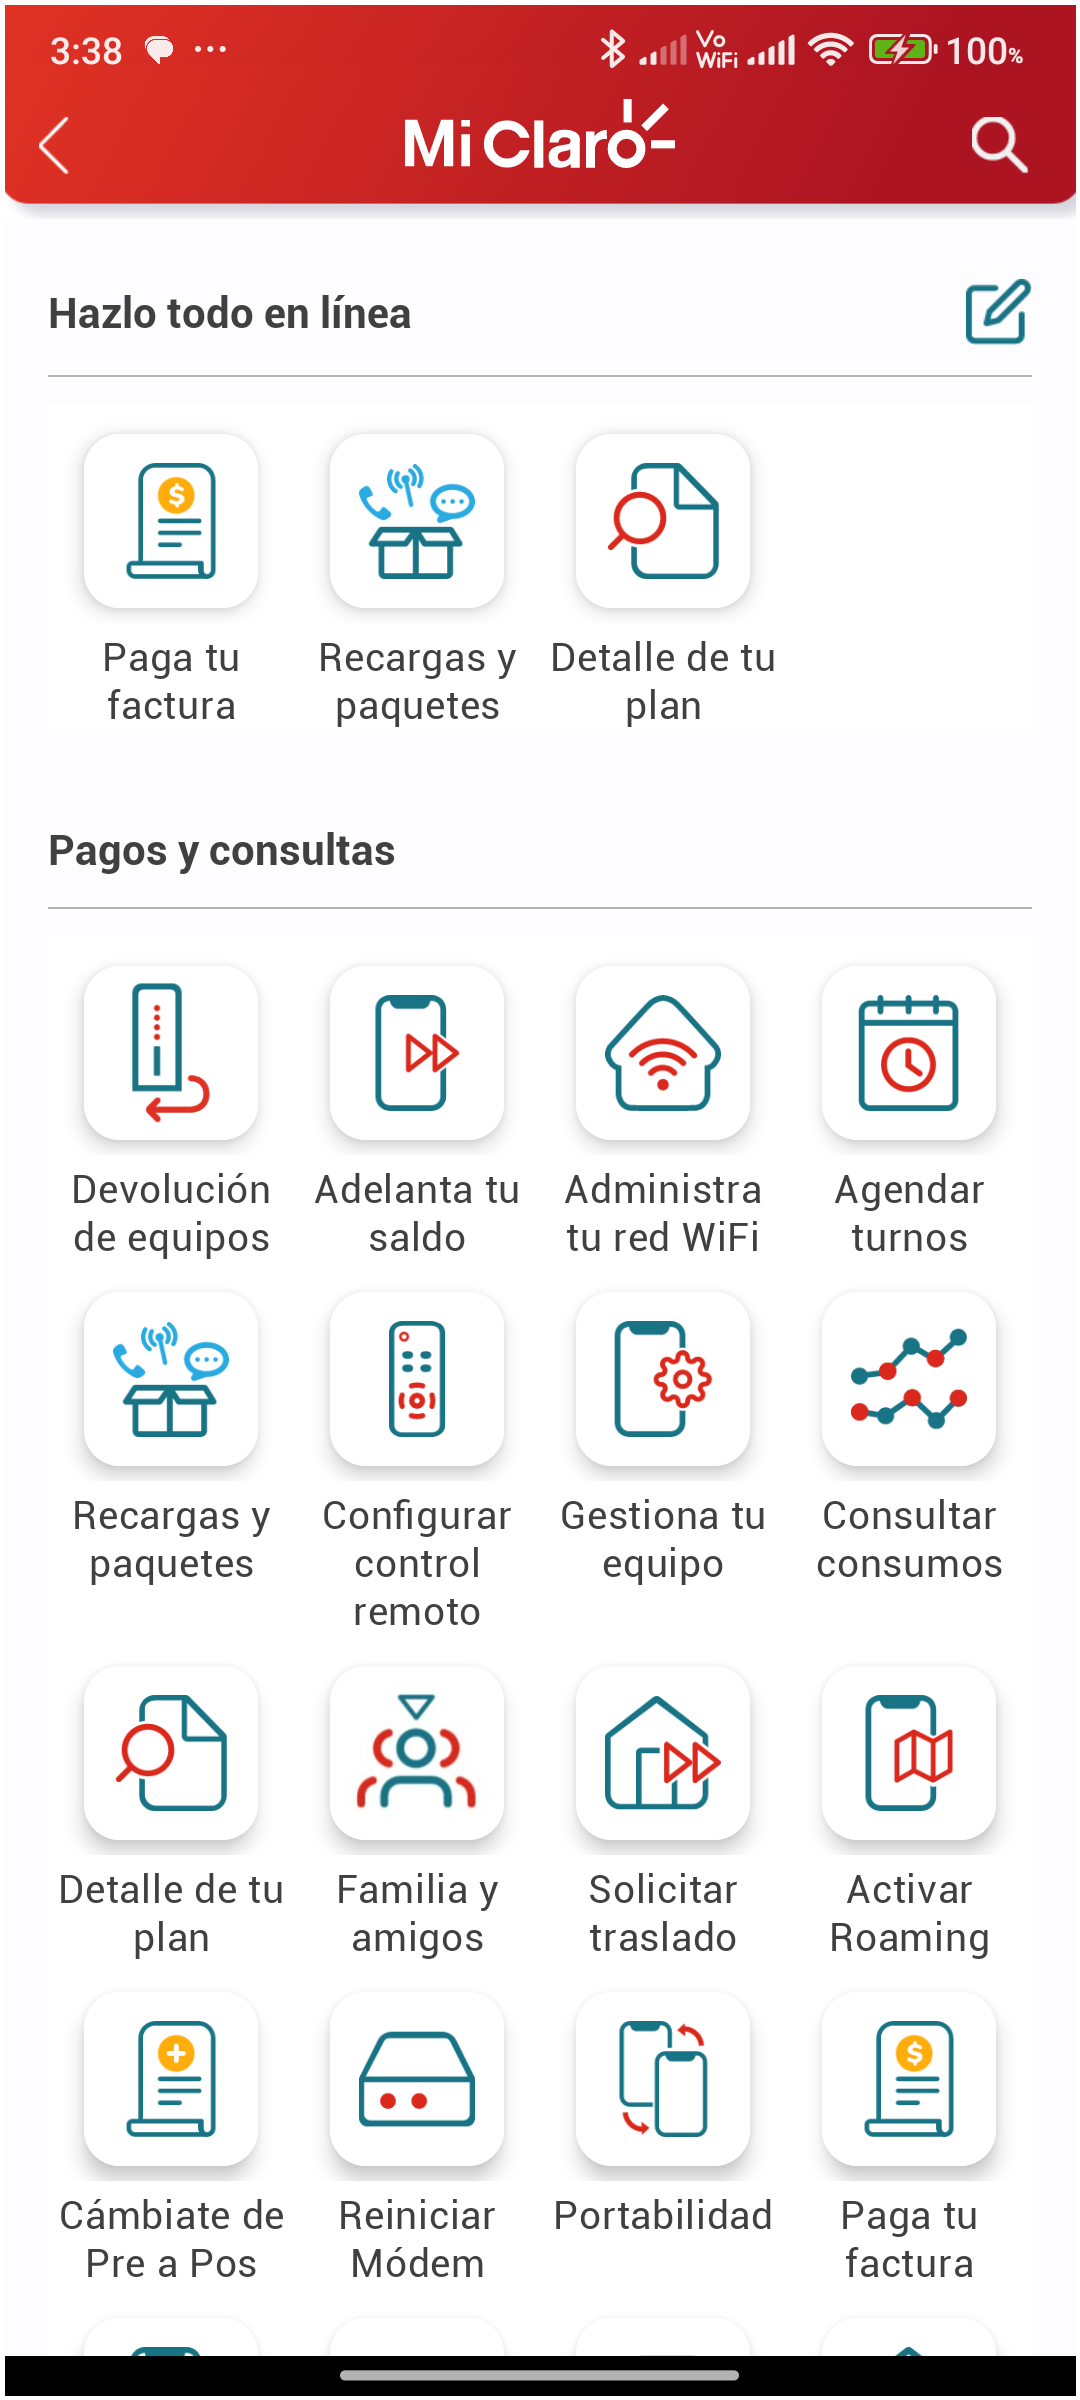 3:38 ... Vo WiFi 100%
Mi Claro
Hazlo todo en línea
Paga tu factura
Recargas y paquetes
Detalle de tu plan
Pagos y consultas
Devolución de equipos
Adelanta tu saldo
Administra tu red WiFi
Agendar turnos
Recargas y paquetes
Configurar control remoto
Gestiona tu equipo
Consultar consumos
Detalle de tu plan
Familia y amigos
Solicitar traslado
Activar Roaming
Cámbiate de Pre a Pos
Reiniciar Módem
Portabilidad
Paga tu factura